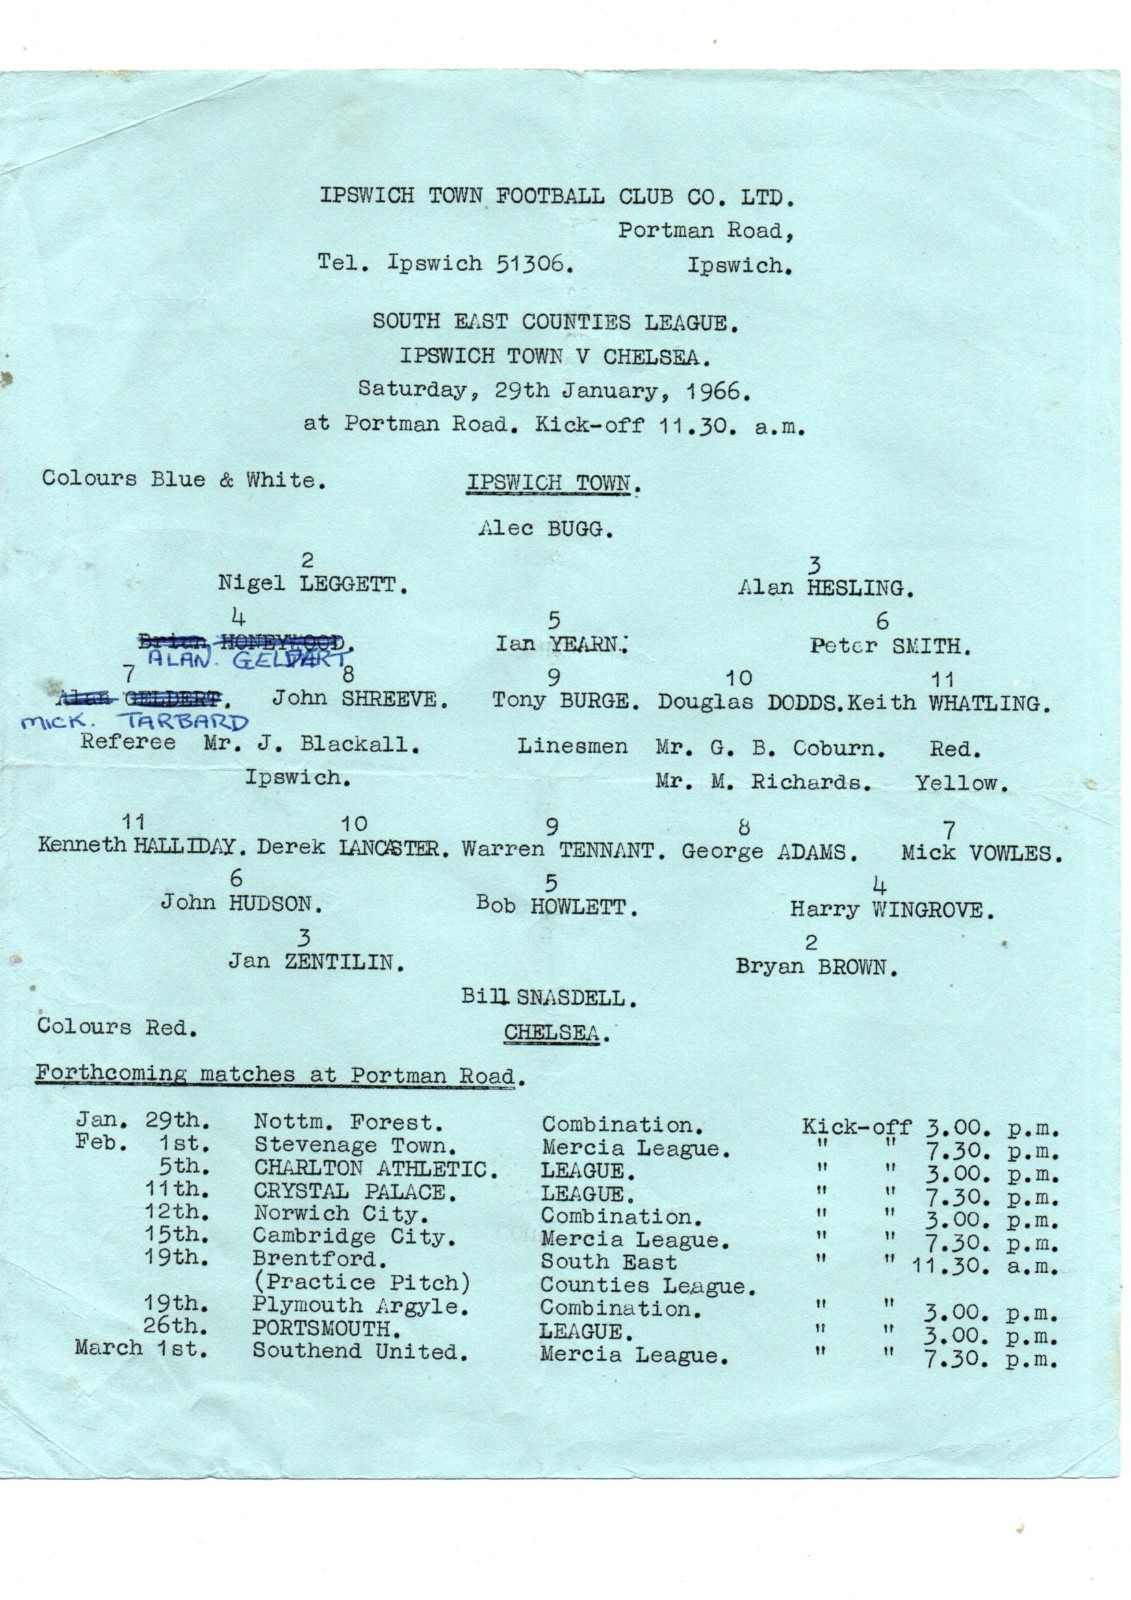 IPSWICH TOWN FOOTBALL CLUB CO. LTD.
Portman Road,
Tel. Ipswich 51306. Ipswich.
SOUTH EAST COUNTIES LEAGUE.
IPSWICH TOWN V CHELSEA.
Saturday, 29th January, 1966.
at Portman Road. Kick-off 11.30. a.m.
Colours Blue & White. IPSWICH TOWN.
Alec BUGG.
2 3
Nigel LEGGETT. Alan HESLING.
4 5 6
Brian HONEYWOOD. Ian YEARN. Peter SMITH.
ALAN. GELDART
7 8 9 10 11
Alan GELDERT. John SHREEVE. Tony BURGE. Douglas DODDS. Keith WHATLING.
MICK. TARBARD
Referee Mr. J. Blackall. Linesmen Mr. G. B. Coburn. Red.
Ipswich. Mr. M. Richards. Yellow.
11 10 9 8 7
Kenneth HALLIDAY. Derek LANCASTER. Warren TENNANT. George ADAMS. Mick VOWLES.
6 5 4
John HUDSON. Bob HOWLETT. Harry WINGROVE.
3 2
Jan ZENTILIN. Bryan BROWN.
Bill SNASDELL.
Colours Red. CHELSEA.
Forthcoming matches at Portman Road.
Jan. 29th. Nottm. Forest. Combination. Kick-off 3.00. p.m.
Feb. 1st. Stevenage Town. Mercia League. " " 7.30. p.m.
5th. CHARLTON ATHLETIC. LEAGUE. " " 3.00. p.m.
11th. CRYSTAL PALACE. LEAGUE. " " 7.30. p.m.
12th. Norwich City. Combination. " " 3.00. p.m.
15th. Cambridge City. Mercia League. " " 7.30. p.m.
19th. Brentford. South East " " 11.30. a.m.
(Practice Pitch) Counties League.
19th. Plymouth Argyle. Combination. " " 3.00. p.m.
26th. PORTSMOUTH. LEAGUE. " " 3.00. p.m.
March 1st. Southend United. Mercia League. " " 7.30. p.m.